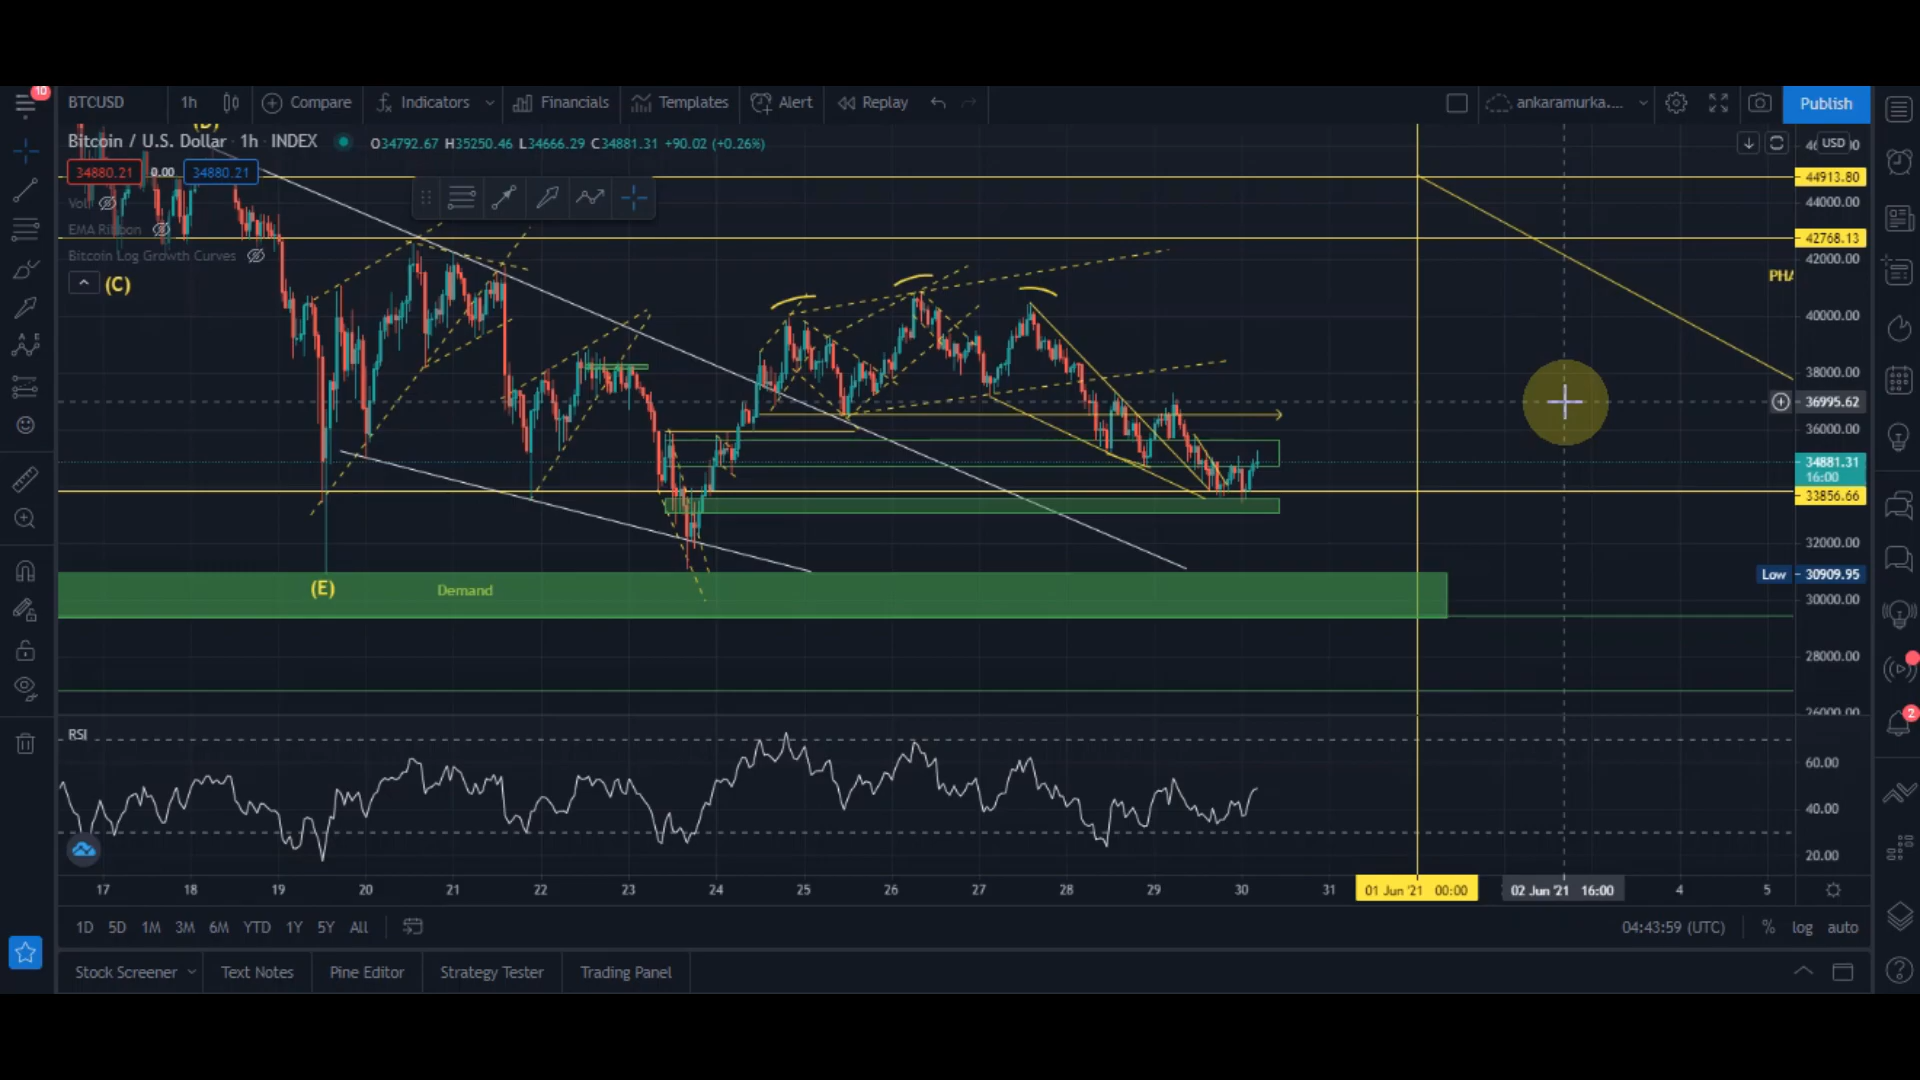 10
BTCUSD 1h Compare Indicators Financials Templates Alert Replay ankaramurka.... Publish
Bitcoin / U.S. Dollar · 1h · INDEX O34792.67 H35250.46 L34666.29 C34881.31 +90.02 (+0.26%)
USD
34880.21 0.00 34880.21
44913.80
44000.00
Vol
EMA Ribbon
42768.13
Bitcoin Log Growth Curves
42000.00
(C)
PHA
40000.00
38000.00
36995.62
36000.00
34881.31
16:00
33856.66
32000.00
Low 30909.95
(E) Demand
30000.00
28000.00
26000.00
2
RSI
60.00
40.00
20.00
17 18 19 20 21 22 23 24 25 26 27 28 29 30 31 01 Jun '21 00:00 02 Jun '21 16:00 4 5
1D 5D 1M 3M 6M YTD 1Y 5Y All 04:43:59 (UTC) % log auto
Stock Screener Text Notes Pine Editor Strategy Tester Trading Panel